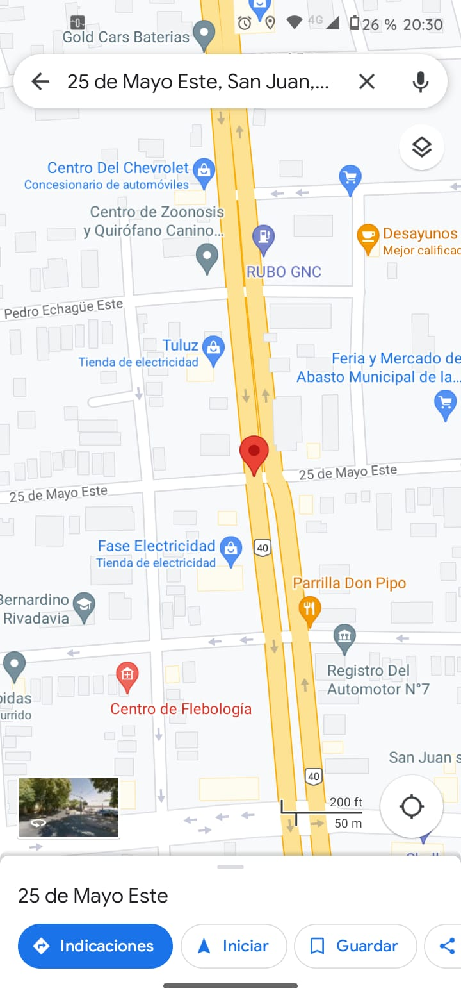 4G
26 % 20:30
Gold Cars Baterias
25 de Mayo Este, San Juan,...
Centro Del Chevrolet
Concesionario de automóviles
Centro de Zoonosis
y Quirófano Canino...
Desayunos
Mejor calificad
RUBO GNC
Pedro Echagüe Este
Tuluz
Tienda de electricidad
Feria y Mercado de
Abasto Municipal de la...
25 de Mayo Este
25 de Mayo Este
Fase Electricidad
Tienda de electricidad
40
Parrilla Don Pipo
Bernardino
Rivadavia
Registro Del
Automotor N°7
bidas
urrido
Centro de Flebología
San Juan s
40
200 ft
50 m
25 de Mayo Este
Indicaciones
Iniciar
Guardar